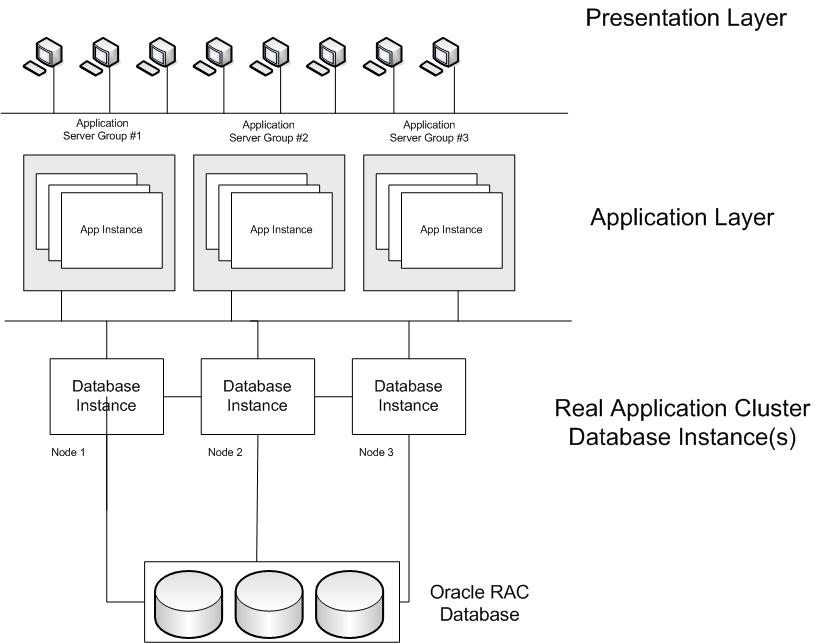 Presentation Layer
Application
Server Group #1
Application
Server Group #2
Application
Server Group #3
App Instance
App Instance
App Instance
Application Layer
Database
Instance
Database
Instance
Database
Instance
Real Application Cluster
Database Instance(s)
Node 1
Node 2
Node 3
Oracle RAC
Database